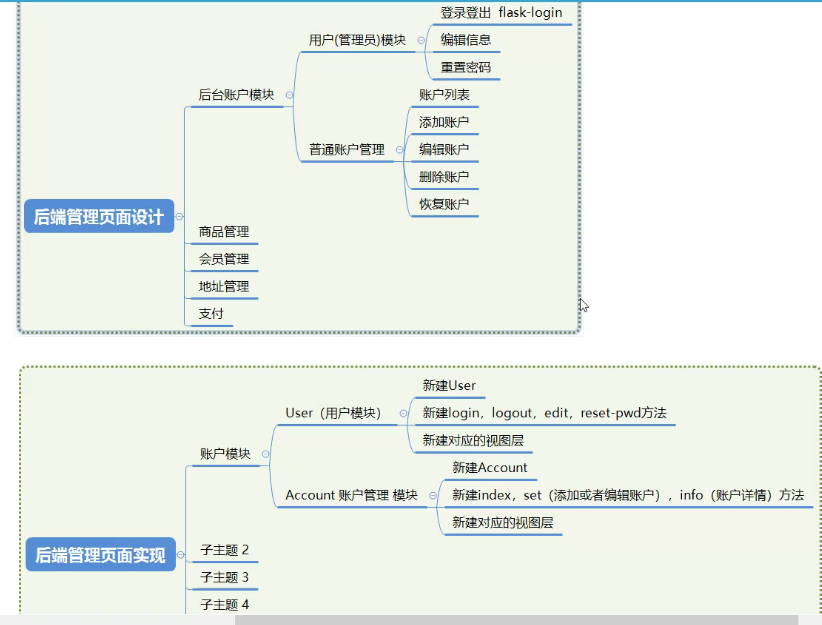 登录登出 flask-login
用户(管理员)模块
编辑信息
重置密码
后台账户模块
账户列表
添加账户
普通账户管理
编辑账户
删除账户
恢复账户
后端管理页面设计
商品管理
会员管理
地址管理
支付
新建User
User（用户模块）
新建login，logout，edit，reset-pwd方法
新建对应的视图层
账户模块
新建Account
Account 账户管理 模块
新建index，set（添加或者编辑账户），info（账户详情）方法
新建对应的视图层
后端管理页面实现
子主题 2
子主题 3
子主题 4